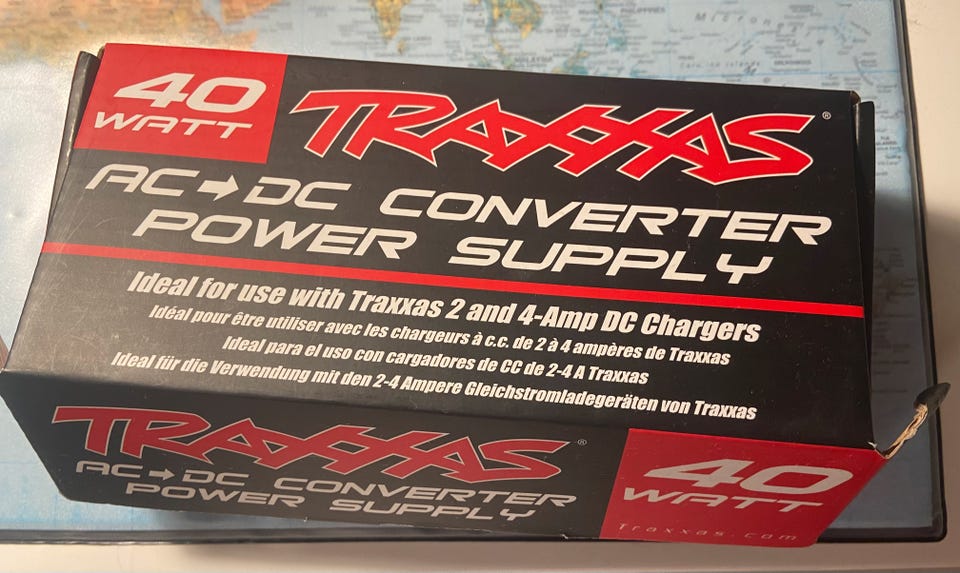 40
WATT
TRAXXAS®
AC➔DC CONVERTER
POWER SUPPLY
Ideal for use with Traxxas 2 and 4-Amp DC Chargers
Idéal pour être utiliser avec les chargeurs à c.c. de 2 à 4 ampères de Traxxas
Ideal para el uso con cargadores de CC de 2-4 A Traxxas
Ideal für die Verwendung mit den 2-4 Ampere Gleichstromladegeräten von Traxxas
TRAXXAS®
AC➔DC CONVERTER
POWER SUPPLY
40
WATT
Traxxas.com
PHILIPPINES